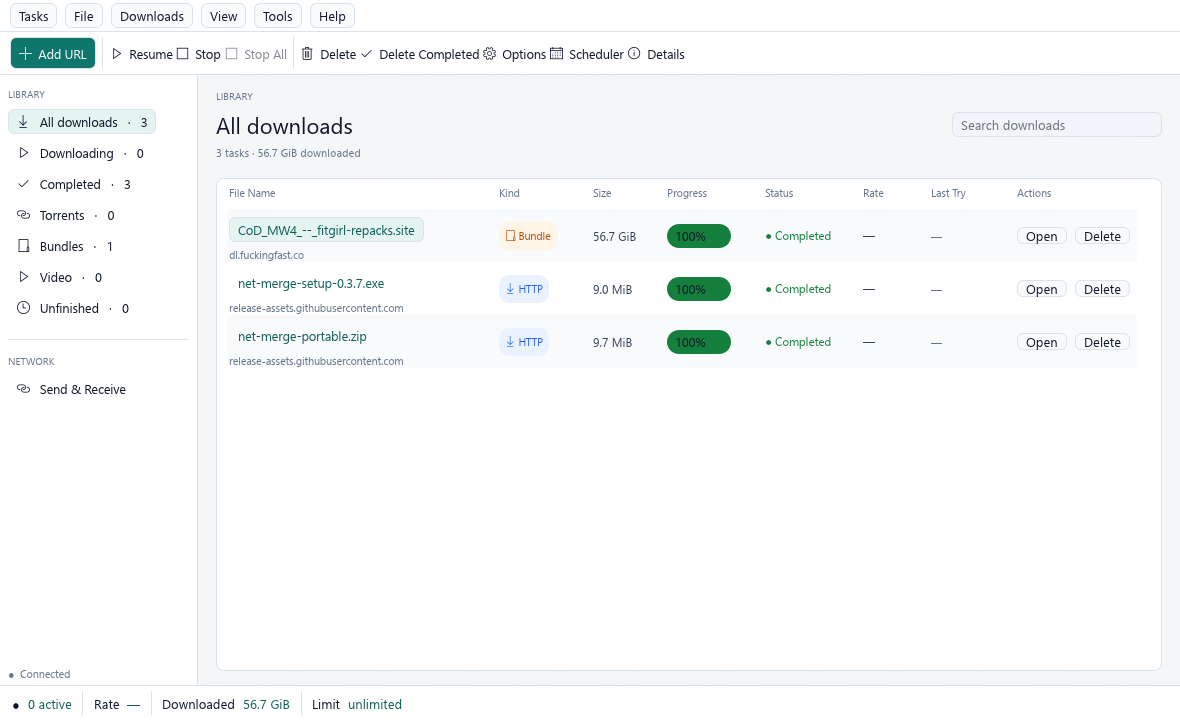 Tasks File Downloads View Tools Help
Add URL Resume Stop Stop All Delete Delete Completed Options Scheduler Details
LIBRARY
All downloads · 3
Downloading · 0
Completed · 3
Torrents · 0
Bundles · 1
Video · 0
Unfinished · 0
NETWORK
Send & Receive
Connected
LIBRARY
All downloads
Search downloads
3 tasks · 56.7 GiB downloaded
File Name Kind Size Progress Status Rate Last Try Actions
CoD_MW4_--_fitgirl-repacks.site Bundle 56.7 GiB 100% Completed — — Open Delete
dl.fuckingfast.co
net-merge-setup-0.3.7.exe HTTP 9.0 MiB 100% Completed — — Open Delete
release-assets.githubusercontent.com
net-merge-portable.zip HTTP 9.7 MiB 100% Completed — — Open Delete
release-assets.githubusercontent.com
0 active Rate — Downloaded 56.7 GiB Limit unlimited